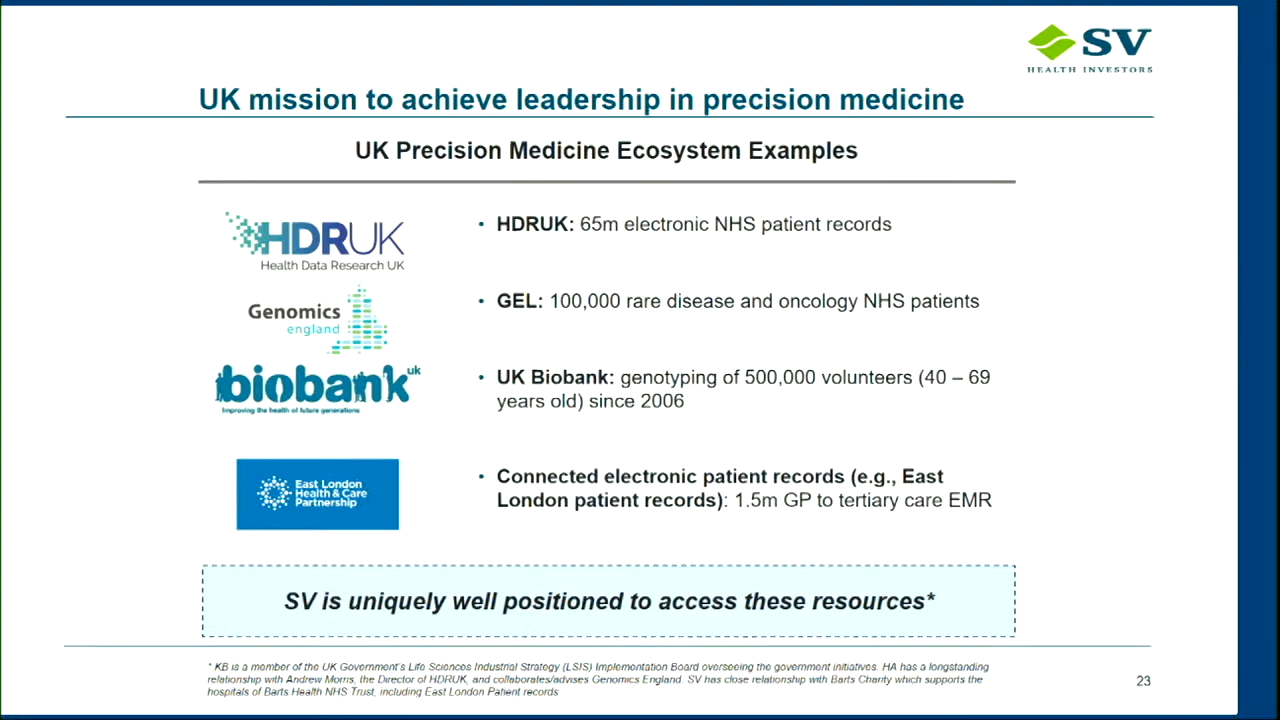 SV
HEALTH INVESTORS
UK mission to achieve leadership in precision medicine
UK Precision Medicine Ecosystem Examples
HDRUK
Health Data Research UK
• HDRUK: 65m electronic NHS patient records
Genomics
england
• GEL: 100,000 rare disease and oncology NHS patients
biobank uk
Improving the health of future generations
• UK Biobank: genotyping of 500,000 volunteers (40 – 69
years old) since 2006
East London
Health & Care
Partnership
• Connected electronic patient records (e.g., East
London patient records): 1.5m GP to tertiary care EMR
SV is uniquely well positioned to access these resources*
* KB is a member of the UK Government's Life Sciences Industrial Strategy (LSIS) Implementation Board overseeing the government initiatives. HA has a longstanding
relationship with Andrew Morris, the Director of HDRUK, and collaborates/advises Genomics England. SV has close relationship with Barts Charity which supports the
hospitals of Barts Health NHS Trust, including East London Patient records
23